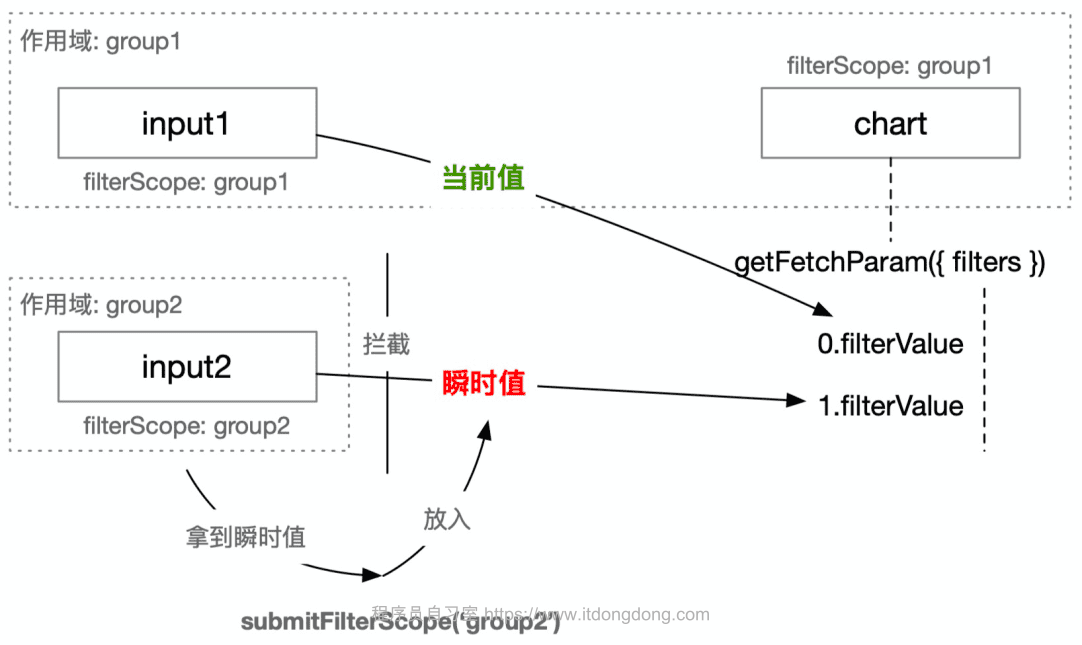 作用域: group1
filterScope: group1
input1
chart
filterScope: group1
当前值
getFetchParam({ filters })
作用域: group2
input2
拦截
0.filterValue
瞬时值
1.filterValue
filterScope: group2
放入
拿到瞬时值
程序员自习室 https://www.itdongdong.com
submitFilterScope('group2')